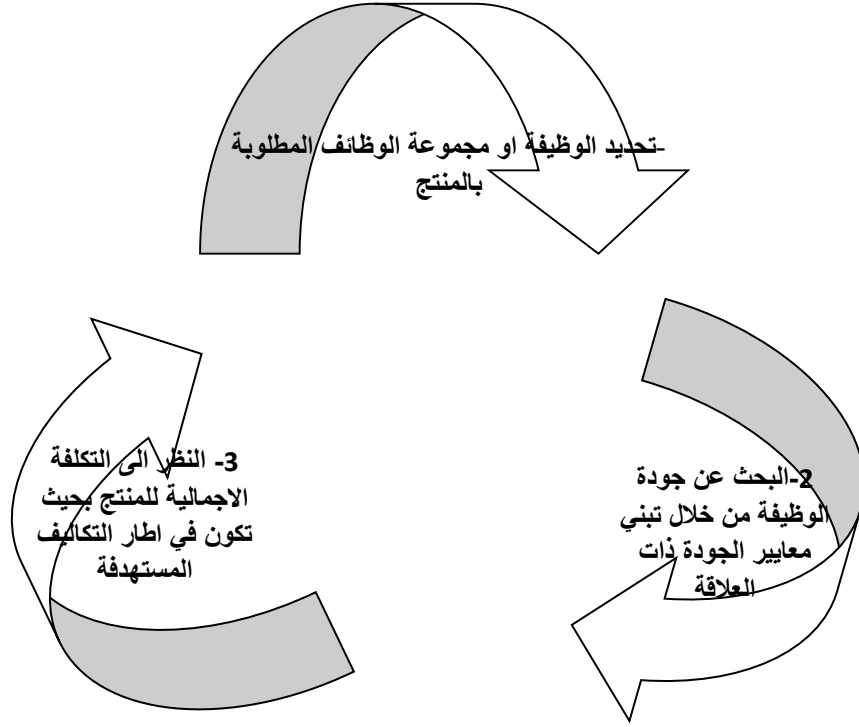 -تحديد الوظيفة او مجموعة الوظائف المطلوبة
بالمنتج
2-البحث عن جودة
الوظيفة من خلال تبني
معايير الجودة ذات
العلاقة
3- النظر الى التكلفة
الاجمالية للمنتج بحيث
تكون في اطار التكاليف
المستهدفة